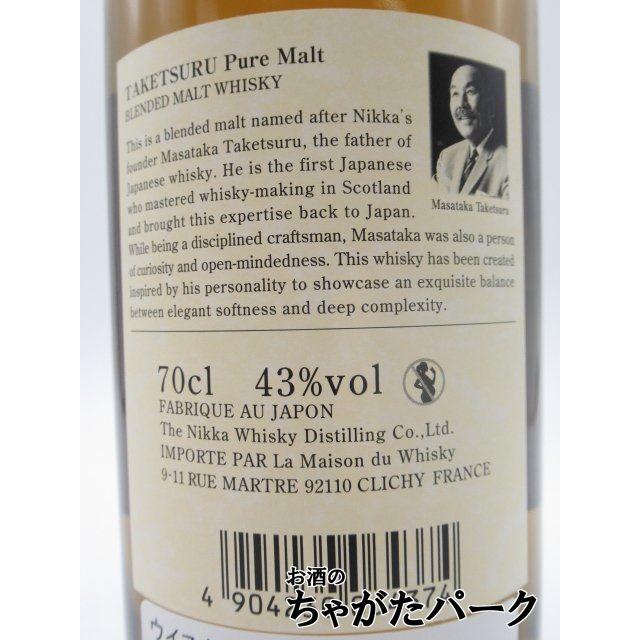 TAKETSURU Pure Malt
BLENDED MALT WHISKY
This is a blended malt named after Nikka's
founder Masataka Taketsuru, the father of
Japanese whisky. He is the first Japanese
who mastered whisky-making in Scotland
and brought this expertise back to Japan.
While being a disciplined craftsman, Masataka was also a person
of curiosity and open-mindedness. This whisky has been created
inspired by his personality to showcase an exquisite balance
between elegant softness and deep complexity.
Masataka Taketsuru
70cl 43%vol
FABRIQUE AU JAPON
The Nikka Whisky Distilling Co.,Ltd.
IMPORTE PAR La Maison du Whisky
9-11 RUE MARTRE 92110 CLICHY FRANCE
4 904
374
お酒の
ちゃがたパーク